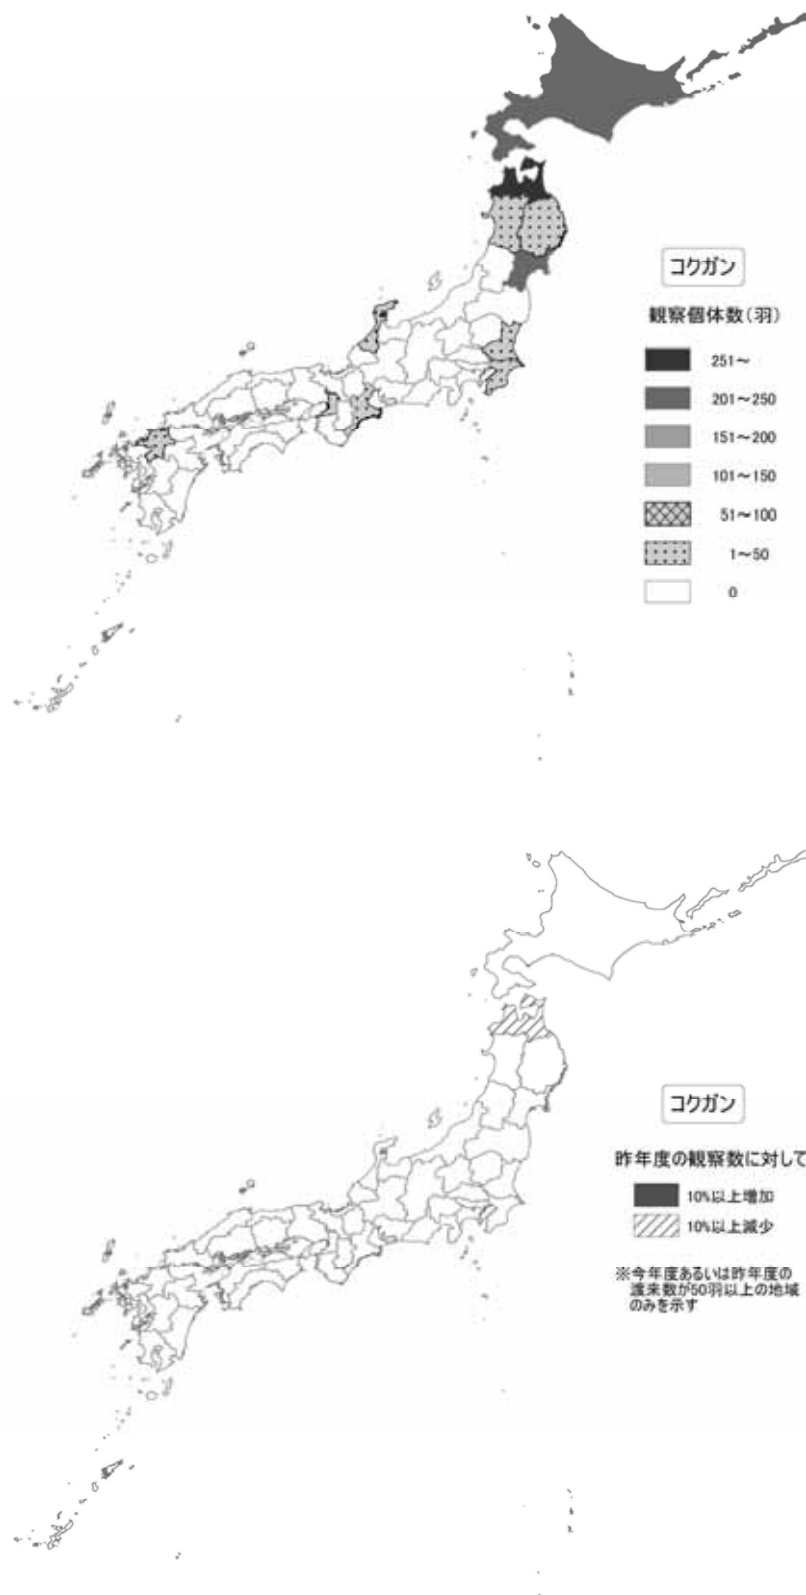 コクガン
観察個体数(羽)
251～
201～250
151～200
101～150
51～100
1～50
0
コクガン
昨年度の観察数に対して
10%以上増加
10%以上減少
※今年度あるいは昨年度の
渡来数が50羽以上の地域
のみを示す